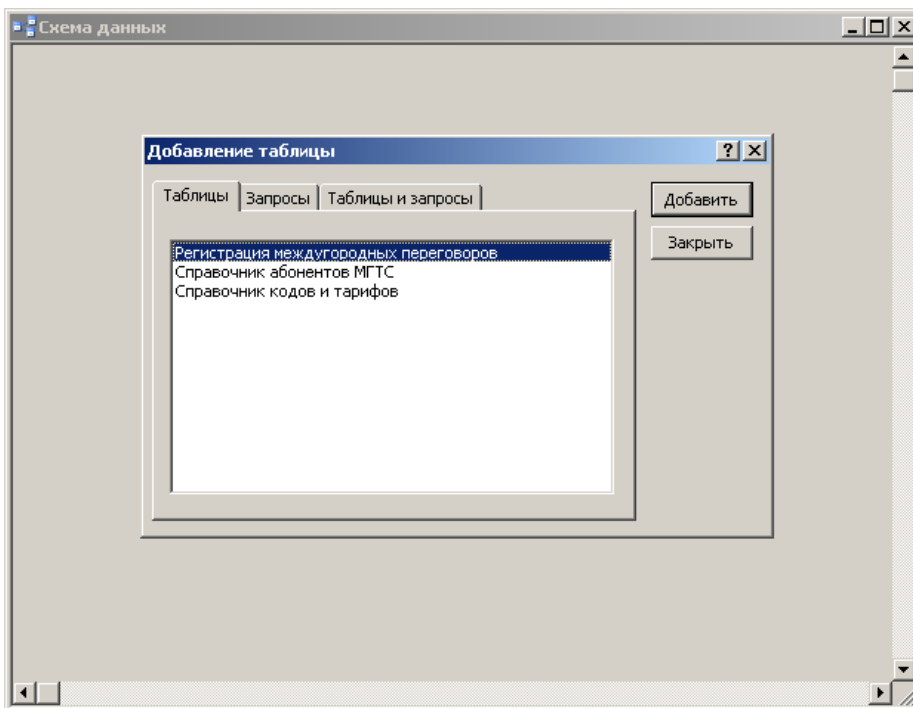 Схема данных
Добавление таблицы
Таблицы Запросы Таблицы и запросы
Добавить
Закрыть
Регистрация междугородных переговоров
Справочник абонентов МГТС
Справочник кодов и тарифов